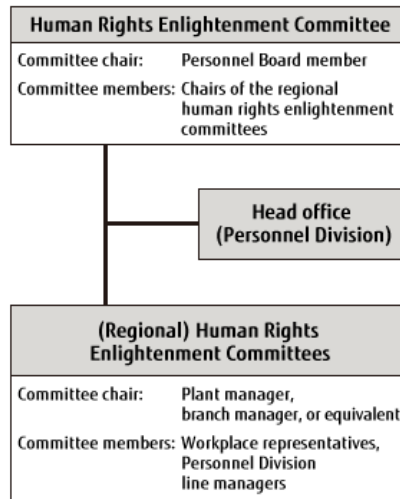 Human Rights Enlightenment Committee
Committee chair: Personnel Board member
Committee members: Chairs of the regional
human rights enlightenment
committees
Head office
(Personnel Division)
(Regional) Human Rights
Enlightenment Committees
Committee chair: Plant manager,
branch manager, or equivalent
Committee members: Workplace representatives,
Personnel Division
line managers